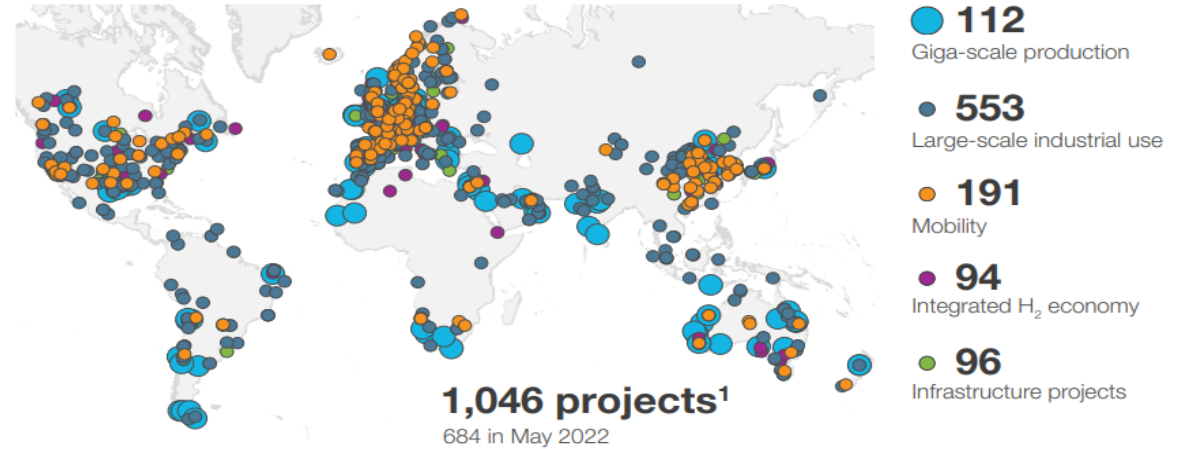 112
Giga-scale production
553
Large-scale industrial use
191
Mobility
94
Integrated H₂ economy
96
Infrastructure projects
1,046 projects¹
684 in May 2022